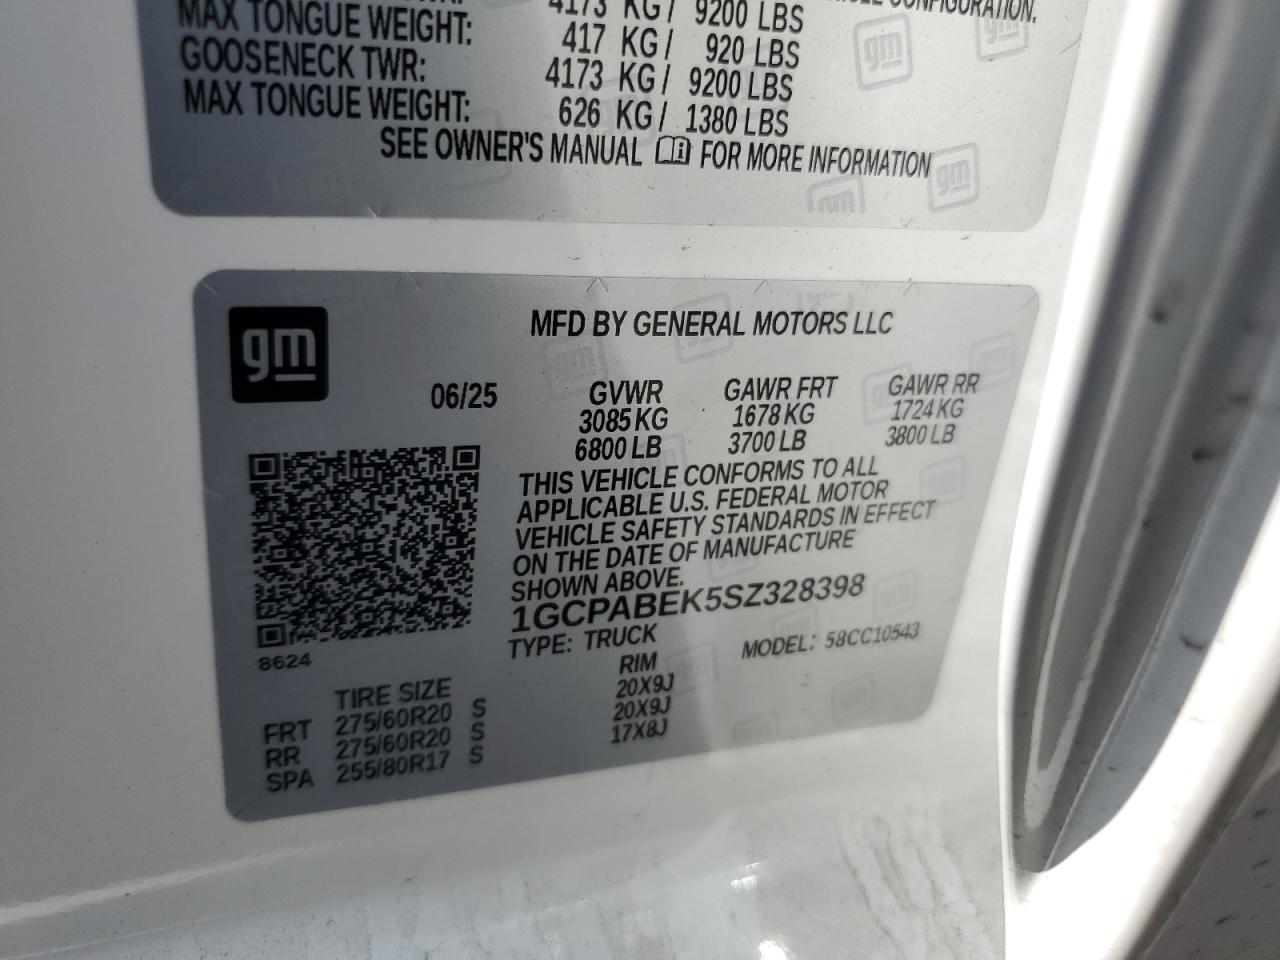 4173 KG / 9200 LBS
CONFIGURATION.
MAX TONGUE WEIGHT: 417 KG / 920 LBS
GOOSENECK TWR: 4173 KG / 9200 LBS
MAX TONGUE WEIGHT: 626 KG / 1380 LBS
SEE OWNER'S MANUAL FOR MORE INFORMATION
gm
MFD BY GENERAL MOTORS LLC
06/25 GVWR GAWR FRT GAWR RR
3085 KG 1678 KG 1724 KG
6800 LB 3700 LB 3800 LB
THIS VEHICLE CONFORMS TO ALL
APPLICABLE U.S. FEDERAL MOTOR
VEHICLE SAFETY STANDARDS IN EFFECT
ON THE DATE OF MANUFACTURE
SHOWN ABOVE.
1GCPABEK5SZ328398
TYPE: TRUCK MODEL: 58CC10543
8624
TIRE SIZE RIM
FRT 275/60R20 S 20X9J
RR 275/60R20 S 20X9J
SPA 255/80R17 S 17X8J